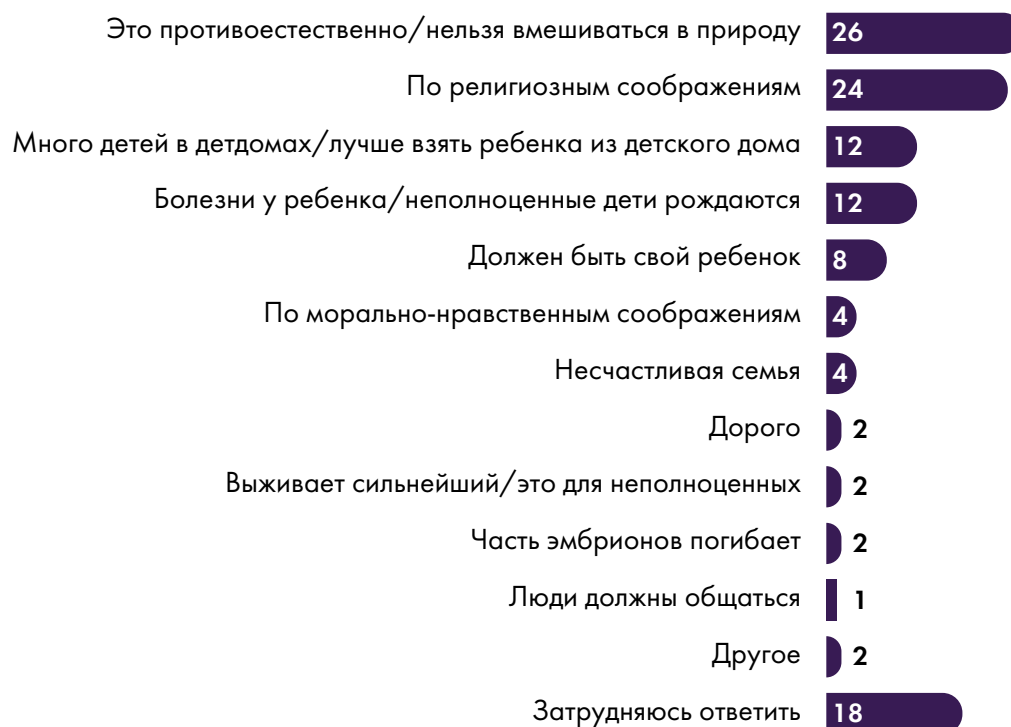 Это противоестественно/нельзя вмешиваться в природу 26
По религиозным соображениям 24
Много детей в детдомах/лучше взять ребенка из детского дома 12
Болезни у ребенка/неполноценные дети рождаются 12
Должен быть свой ребенок 8
По морально-нравственным соображениям 4
Несчастливая семья 4
Дорого 2
Выживает сильнейший/это для неполноценных 2
Часть эмбрионов погибает 2
Люди должны общаться 1
Другое 2
Затрудняюсь ответить 18